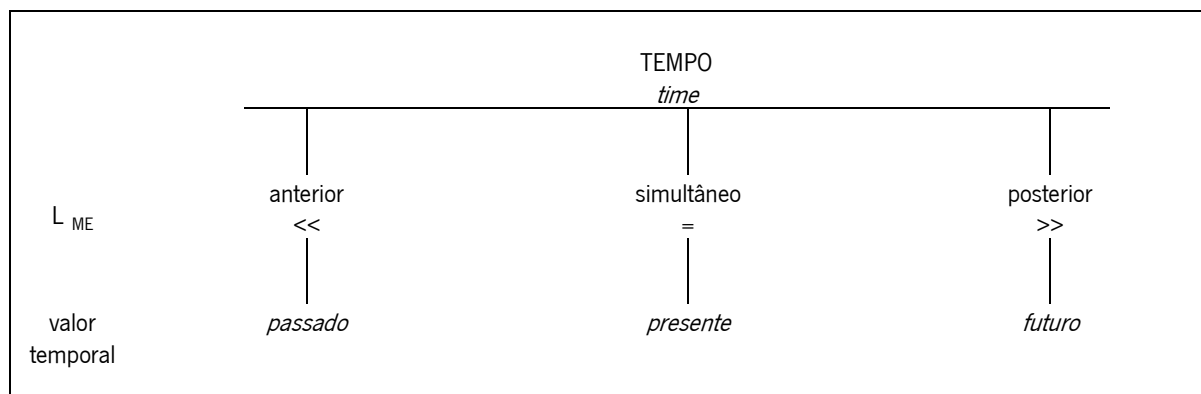 TEMPO
time
anterior simultâneo posterior
L ME
<< = >>
valor passado presente futuro
temporal